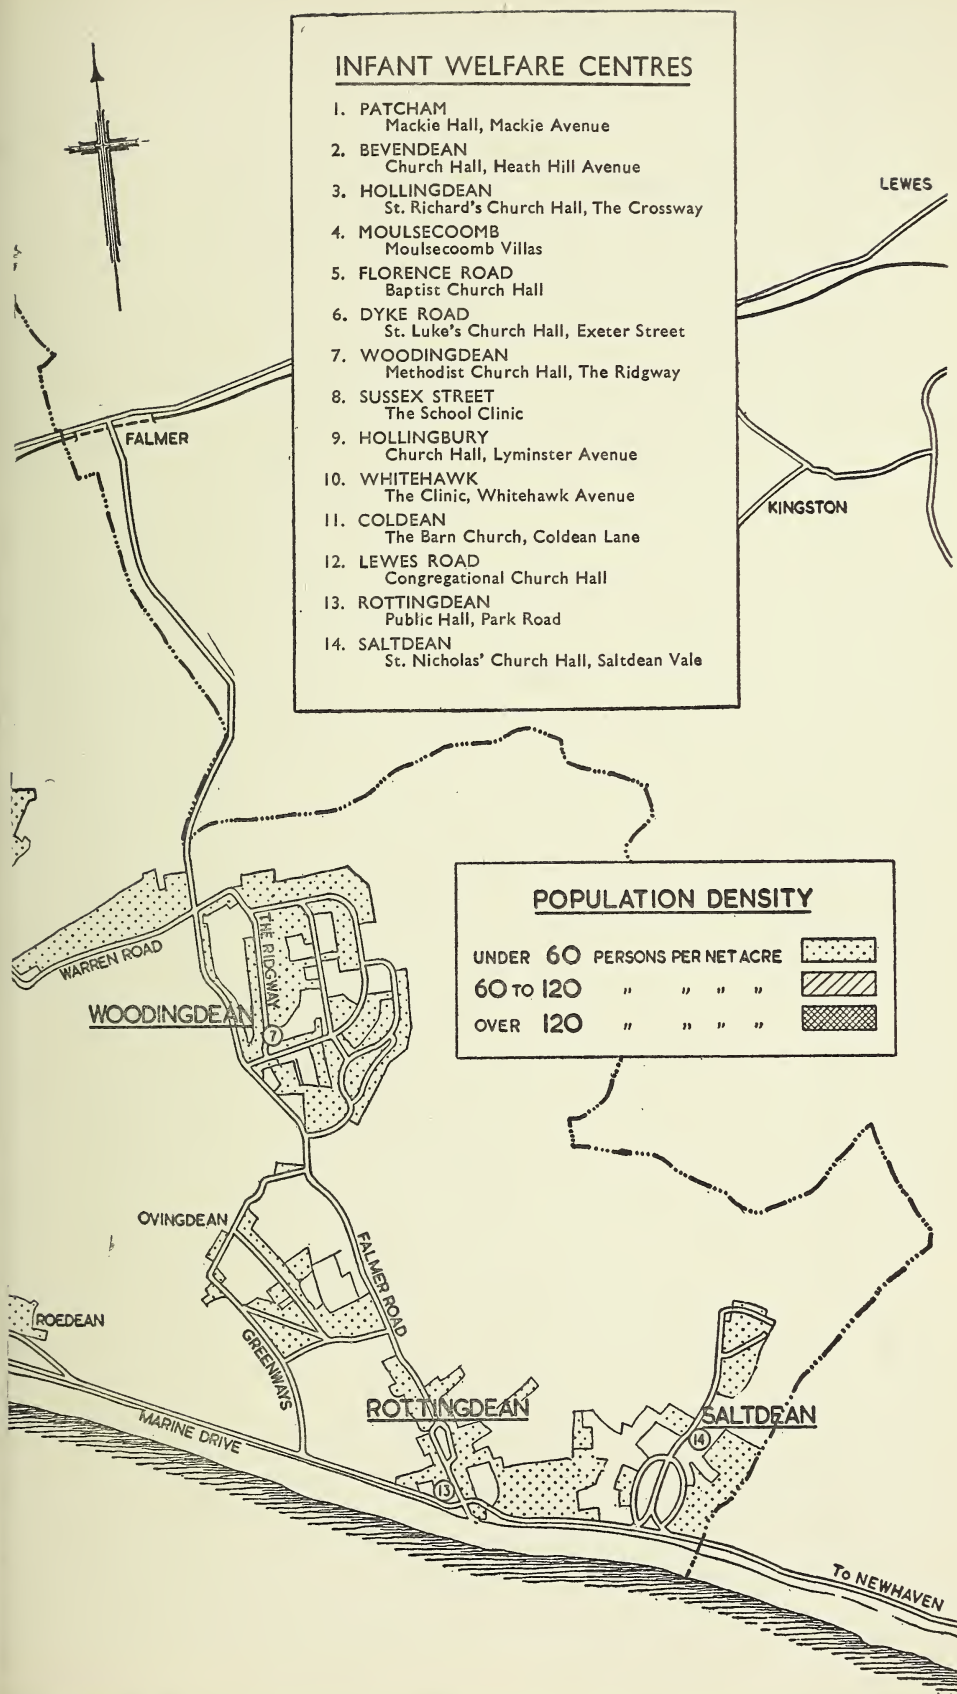 INFANT WELFARE CENTRES
1. PATCHAM
Mackie Hall, Mackie Avenue
2. BEVENDEAN
Church Hall, Heath Hill Avenue
3. HOLLINGDEAN
St. Richard's Church Hall, The Crossway
4. MOULSECOOMB
Moulsecoomb Villas
5. FLORENCE ROAD
Baptist Church Hall
6. DYKE ROAD
St. Luke's Church Hall, Exeter Street
7. WOODINGDEAN
Methodist Church Hall, The Ridgway
8. SUSSEX STREET
The School Clinic
9. HOLLINGBURY
Church Hall, Lyminster Avenue
10. WHITEHAWK
The Clinic, Whitehawk Avenue
11. COLDEAN
The Barn Church, Coldean Lane
12. LEWES ROAD
Congregational Church Hall
13. ROTTINGDEAN
Public Hall, Park Road
14. SALTDEAN
St. Nicholas' Church Hall, Saltdean Vale
LEWES
FALMER
KINGSTON
POPULATION DENSITY
UNDER 60 PERSONS PER NET ACRE
60 TO 120 " " " "
OVER 120 " " " "
WARREN ROAD
THE RIDGWAY
WOODINGDEAN
7
OVINGDEAN
FALMER ROAD
ROEDEAN
GREENWAYS
MARINE DRIVE
ROTTINGDEAN
13
SALTDEAN
14
To NEWHAVEN